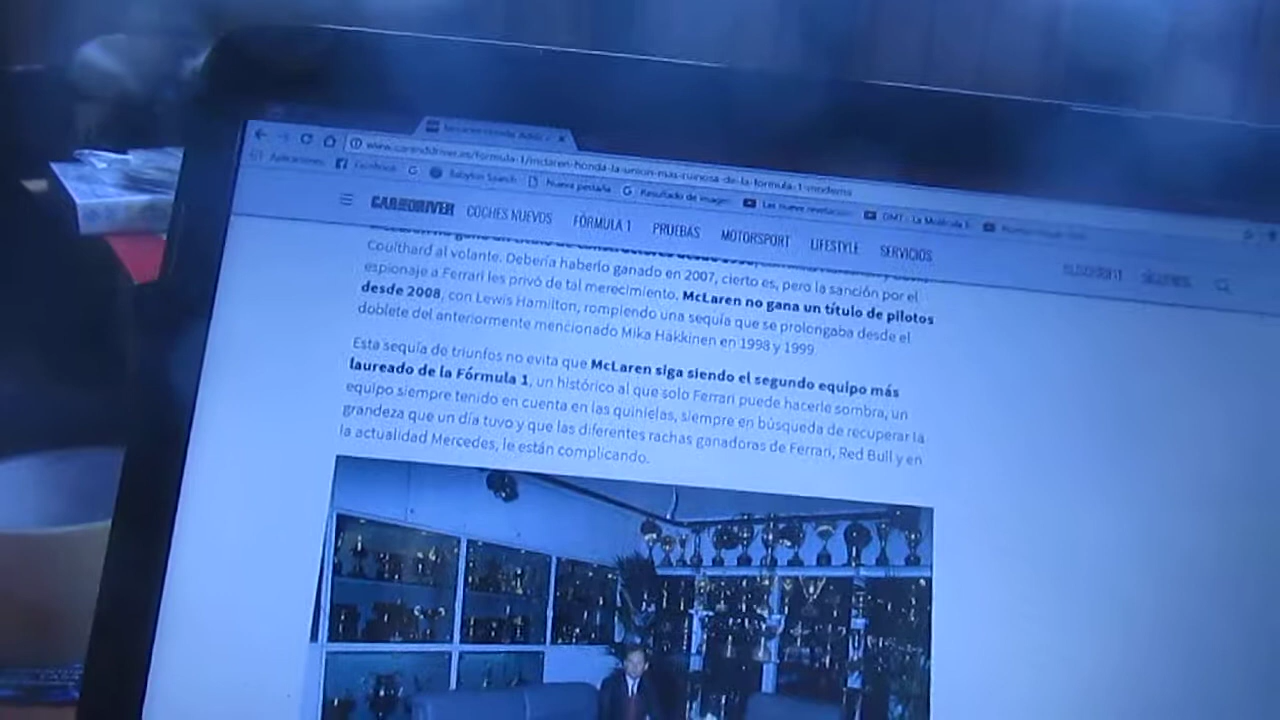 www.caranddriver.es/formula-1/mclaren-honda-la-union-mas-ruinosa-de-la-formula-1-moderna
Aplicaciones Facebook G Babylon Search Nueva pestaña Resultado de imagen Las nueve revelacion DMT - La Molécula
CAR AND DRIVER COCHES NUEVOS FÓRMULA 1 PRUEBAS MOTORSPORT LIFESTYLE SERVICIOS
Coulthard al volante. Debería haberlo ganado en 2007, cierto es, pero la sanción por el
espionaje a Ferrari les privó de tal merecimiento. McLaren no gana un título de pilotos
desde 2008, con Lewis Hamilton, rompiendo una sequía que se prolongaba desde el
doblete del anteriormente mencionado Mika Häkkinen en 1998 y 1999.
Esta sequía de triunfos no evita que McLaren siga siendo el segundo equipo más
laureado de la Fórmula 1, un histórico al que solo Ferrari puede hacerle sombra, un
equipo siempre tenido en cuenta en las quinielas, siempre en búsqueda de recuperar la
grandeza que un día tuvo y que las diferentes rachas ganadoras de Ferrari, Red Bull y en
la actualidad Mercedes, le están complicando.